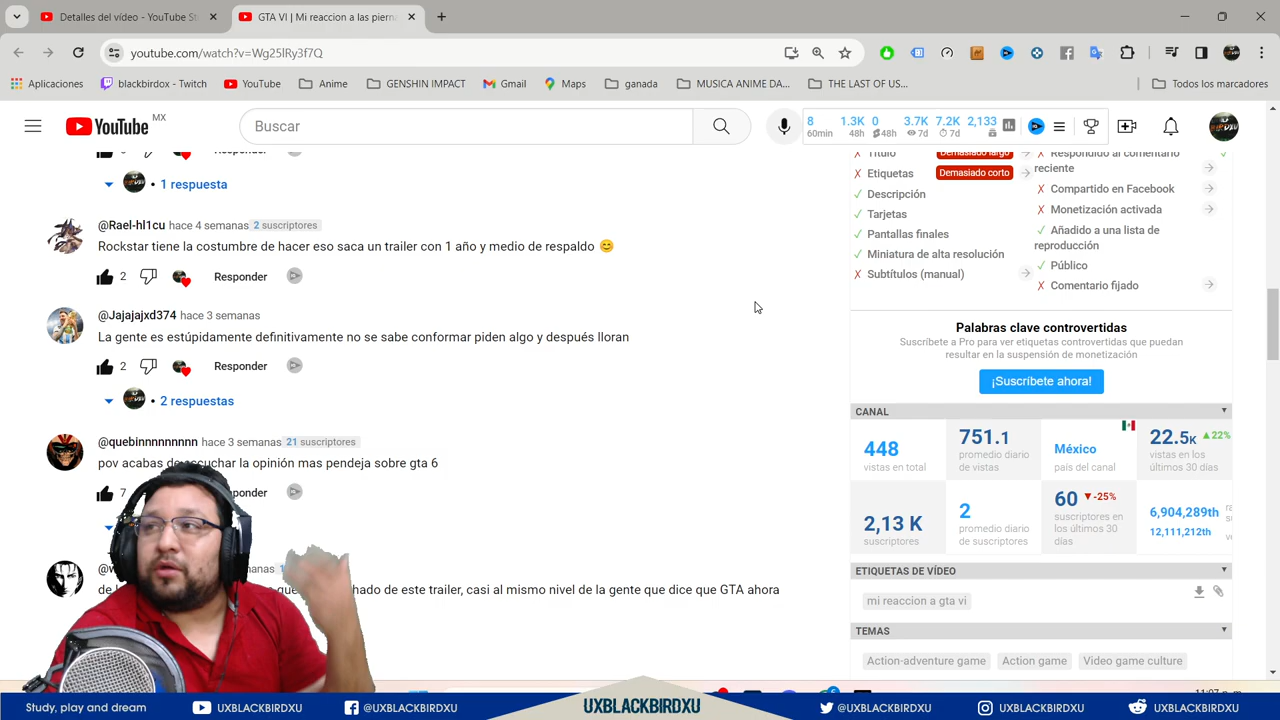 Detalles del vídeo - YouTube St
GTA VI | Mi reaccion a las pierna
youtube.com/watch?v=Wg25lRy3f7Q
Aplicaciones
blackbirdox - Twitch
YouTube
Anime
GENSHIN IMPACT
Gmail
Maps
ganada
MUSICA ANIME DA...
THE LAST OF US...
Todos los marcadores
YouTube MX
Buscar
8 1.3K 0 3.7K 7.2K 2,133
60min 48h 48h 7d 7d
Responder
1 respuesta
@Rael-hl1cu hace 4 semanas 2 suscriptores
Rockstar tiene la costumbre de hacer eso saca un trailer con 1 año y medio de respaldo 😊
2 Responder
@Jajajajxd374 hace 3 semanas
La gente es estúpidamente definitivamente no se sabe conformar piden algo y después lloran
2 Responder
2 respuestas
@quebinnnnnnnnn hace 3 semanas 21 suscriptores
pov acabas de escuchar la opinión mas pendeja sobre gta 6
7
hado de este trailer, casi al mismo nivel de la gente que dice que GTA ahora
Título Demasiado largo
Etiquetas Demasiado corto
Descripción
Tarjetas
Pantallas finales
Miniatura de alta resolución
Subtítulos (manual)
Respondido al comentario
reciente
Compartido en Facebook
Monetización activada
Añadido a una lista de
reproducción
Público
Comentario fijado
Palabras clave controvertidas
Suscríbete a Pro para ver etiquetas controvertidas que puedan
resultar en la suspensión de monetización
¡Suscríbete ahora!
CANAL
448
vistas en total
751.1
promedio diario
de vistas
México
país del canal
22.5K 22%
vistas en los
últimos 30 días
2,13 K
suscriptores
2
promedio diario
de suscriptores
60 -25%
suscriptores en
los últimos 30
días
6,904,289th
12,111,212th
ETIQUETAS DE VÍDEO
mi reaccion a gta vi
TEMAS
Action-adventure game
Action game
Video game culture
11:07 p. m.
Study, play and dream
UXBLACKBIRDXU
@UXBLACKBIRDXU
UXBLACKBIRDXU
@UXBLACKBIRDXU
UXBLACKBIRDXU
UXBLACKBIRDXU